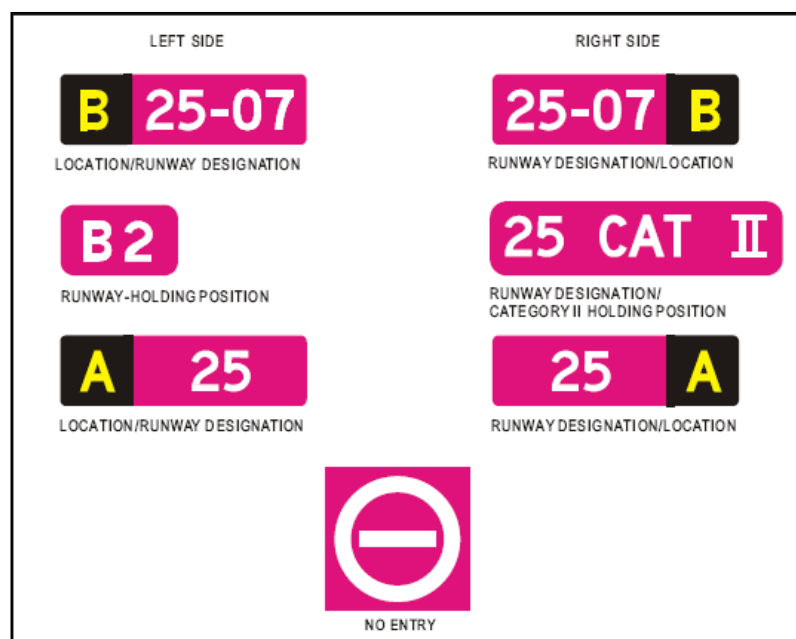 LEFT SIDE
RIGHT SIDE
B 25-07
25-07 B
LOCATION/RUNWAY DESIGNATION
RUNWAY DESIGNATION/LOCATION
B2
25 CAT II
RUNWAY-HOLDING POSITION
RUNWAY DESIGNATION/
CATEGORY II HOLDING POSITION
A 25
25 A
LOCATION/RUNWAY DESIGNATION
RUNWAY DESIGNATION/LOCATION
NO ENTRY